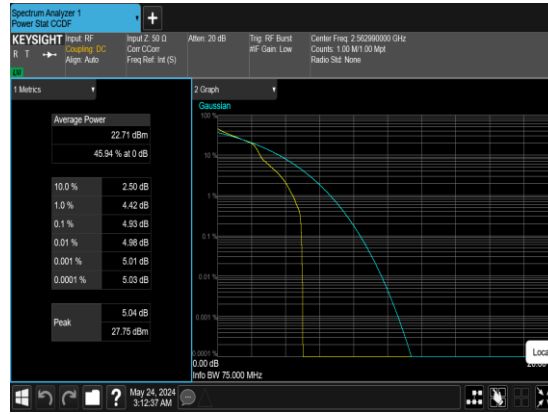 Spectrum Analyzer 1
Power Stat CCDF
+
KEYSIGHT
R T
Input: RF
Coupling: DC
Align: Auto
Input Z: 50 Ω
Corr CCorr
Freq Ref: Int (S)
Atten: 20 dB
Trig: RF Burst
#IF Gain: Low
Center Freq: 2.562990000 GHz
Counts: 1.00 M/1.00 Mpt
Radio Std: None
1 Metrics
Average Power
22.71 dBm
45.94 % at 0 dB
10.0 % 2.50 dB
1.0 % 4.42 dB
0.1 % 4.93 dB
0.01 % 4.98 dB
0.001 % 5.01 dB
0.0001 % 5.03 dB
Peak
5.04 dB
27.75 dBm
2 Graph
Gaussian
100 %
10 %
1 %
0.1 %
0.01 %
0.001 %
0.0001 %
0.00 dB
Info BW 75.000 MHz
Loca
?
May 24, 2024
3:12:37 AM